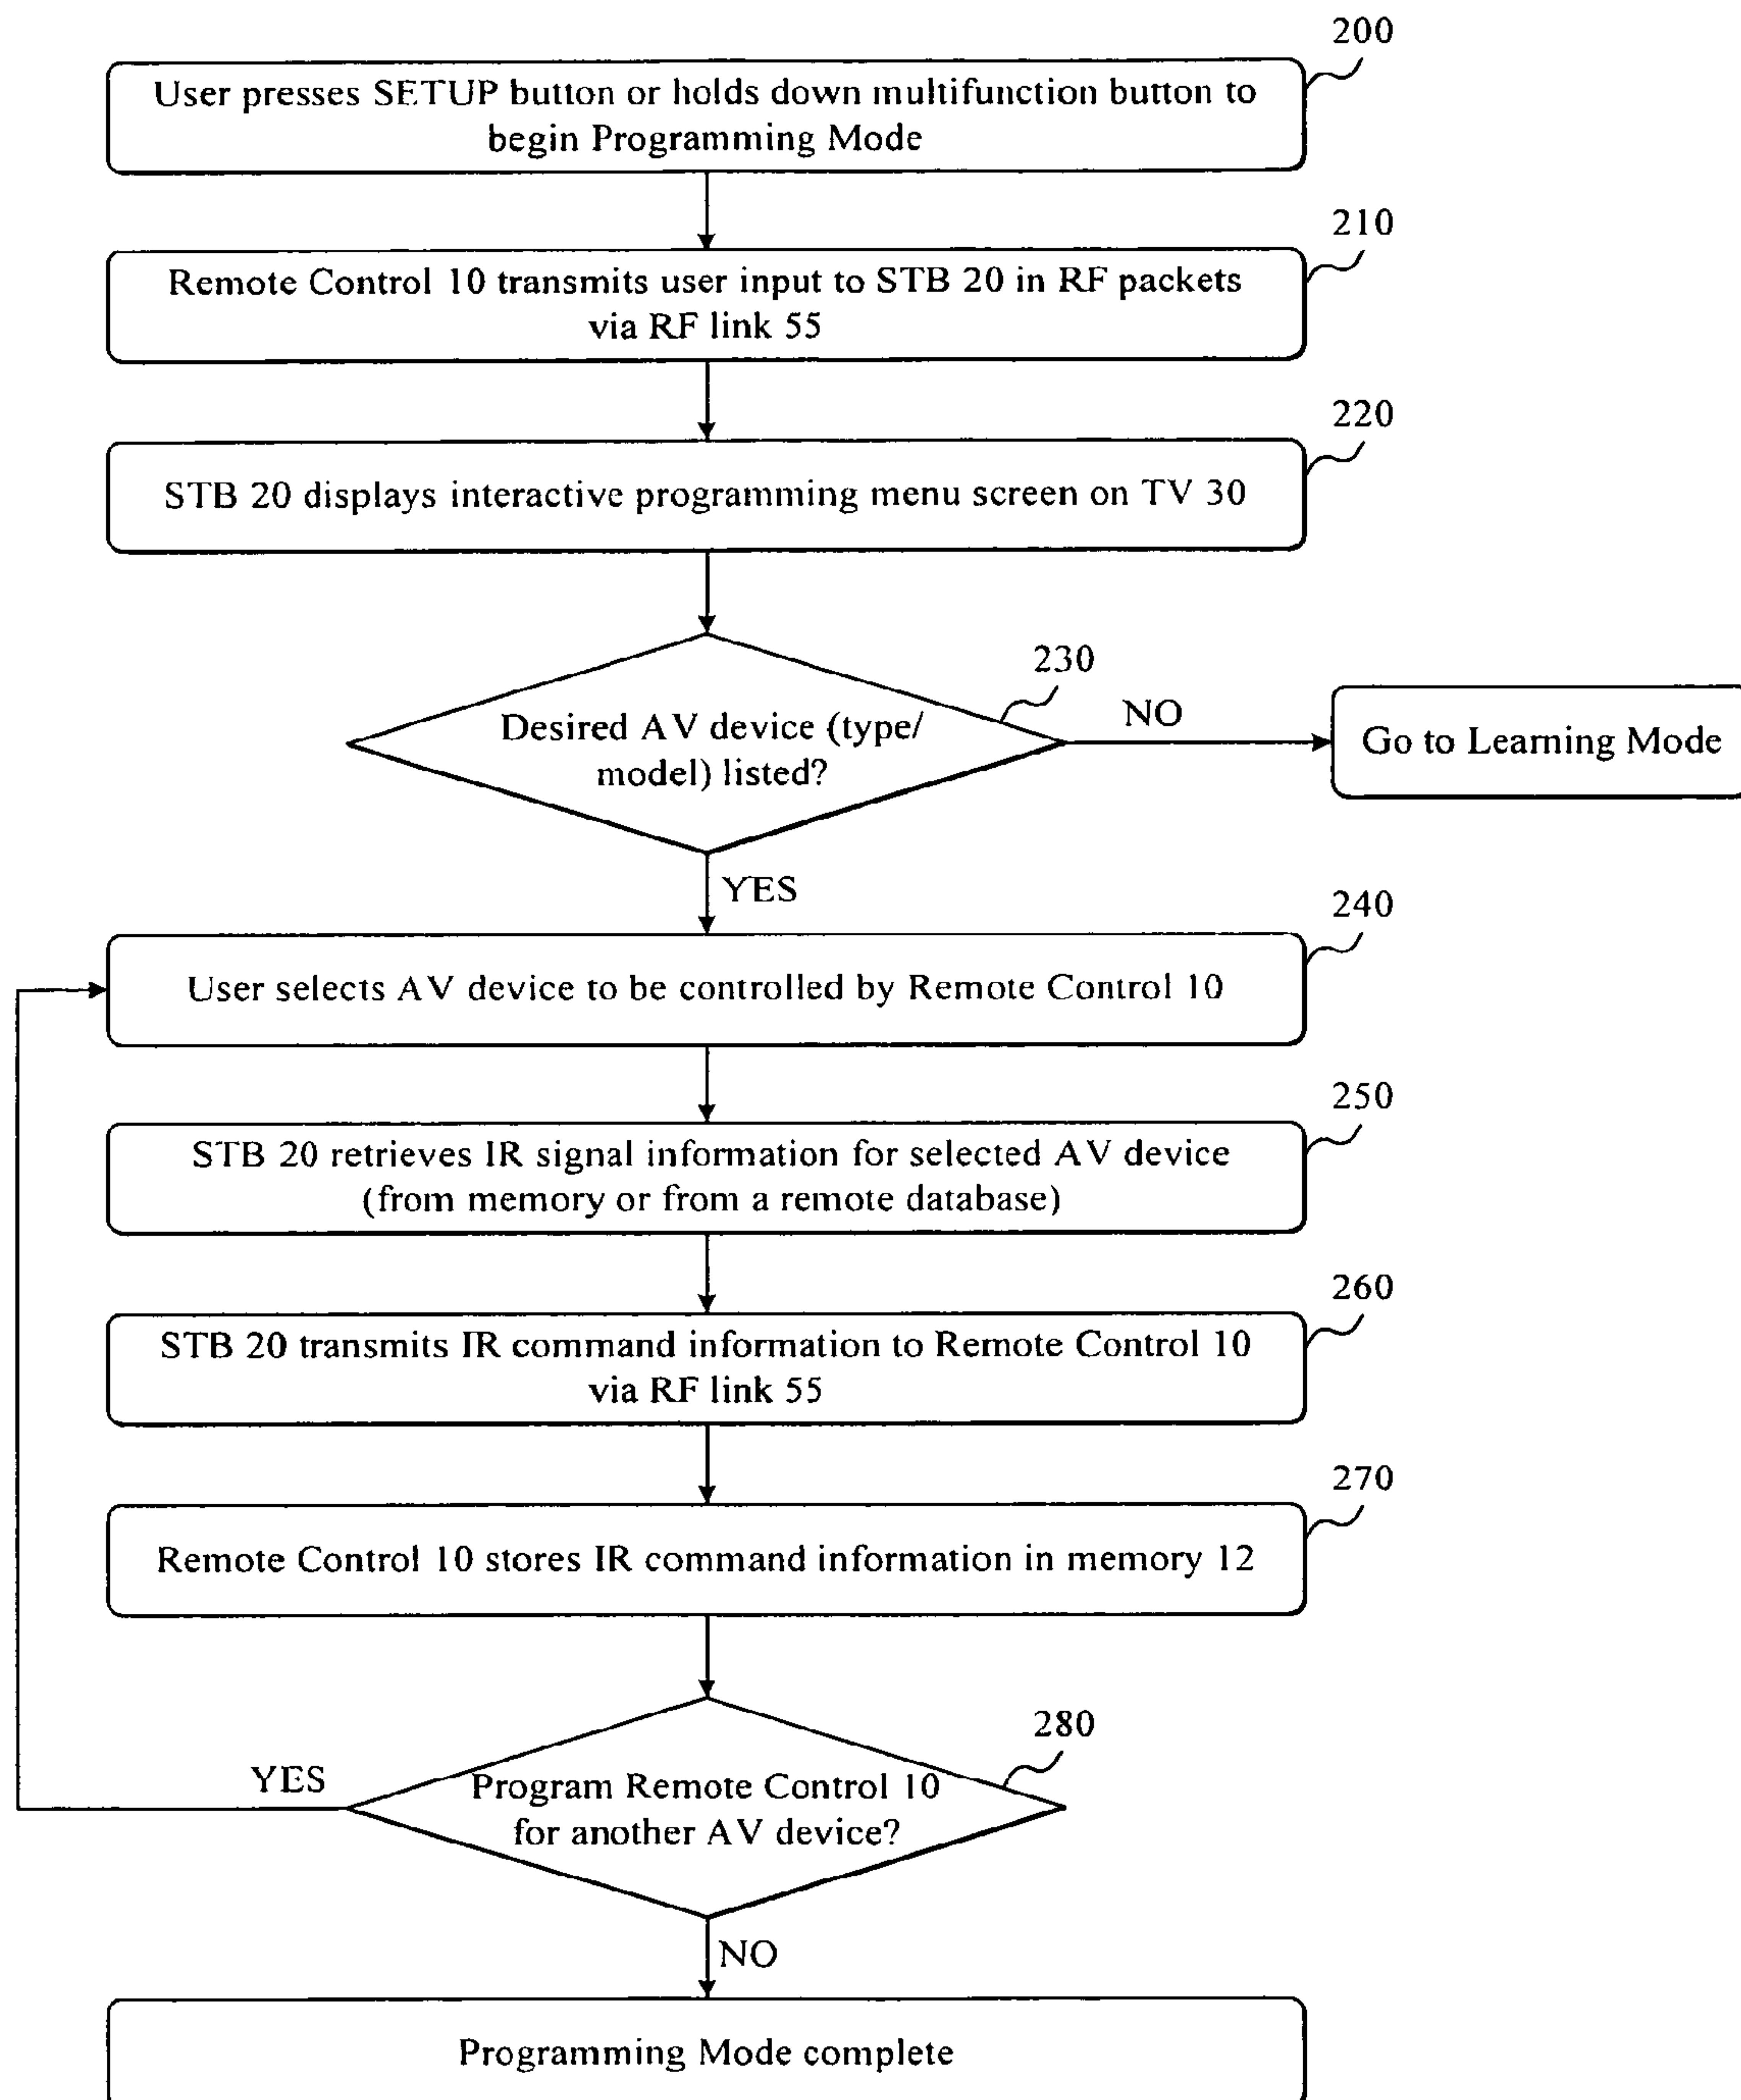 200
User presses SETUP button or holds down multifunction button to
begin Programming Mode
210
Remote Control 10 transmits user input to STB 20 in RF packets
via RF link 55
220
STB 20 displays interactive programming menu screen on TV 30
230
Desired AV device (type/
model) listed?
NO
Go to Learning Mode
YES
240
User selects AV device to be controlled by Remote Control 10
250
STB 20 retrieves IR signal information for selected AV device
(from memory or from a remote database)
260
STB 20 transmits IR command information to Remote Control 10
via RF link 55
270
Remote Control 10 stores IR command information in memory 12
280
YES
Program Remote Control 10
for another AV device?
NO
Programming Mode complete